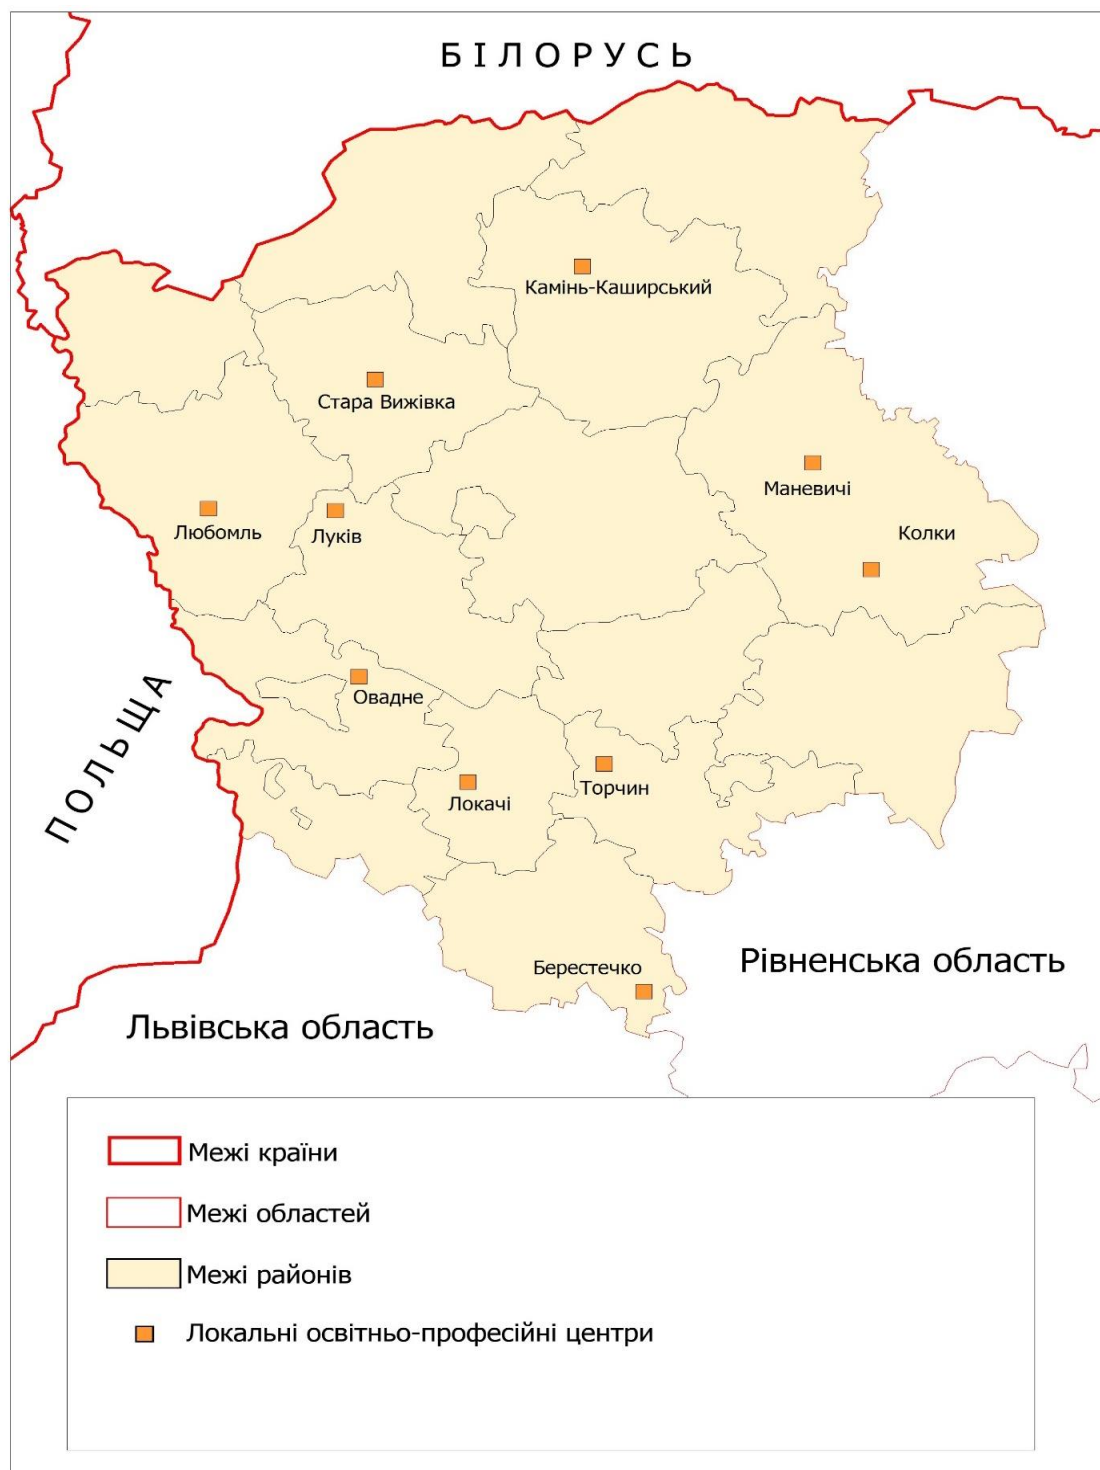 БІЛОРУСЬ
Камінь-Каширський
Стара Вижівка
Маневичі
Любомль
Луків
Колки
ПОЛЬЩА
Овадне
Локачі
Торчин
Берестечко
Рівненська область
Львівська область
Межі країни
Межі областей
Межі районів
Локальні освітньо-професійні центри